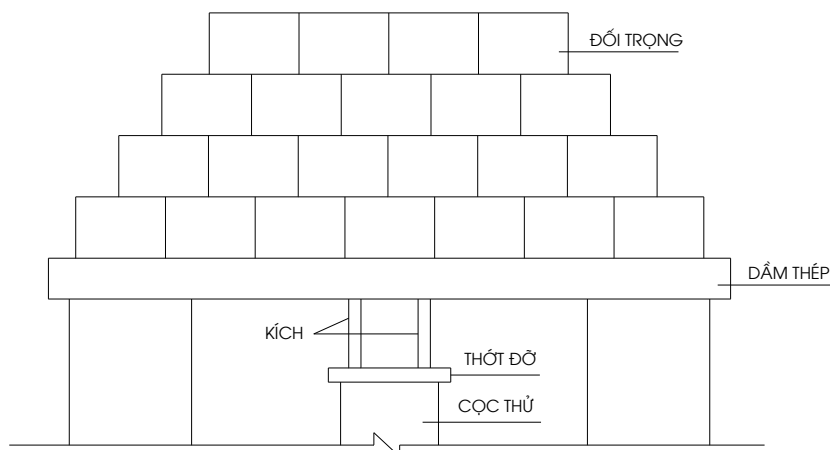 ĐỐI TRỌNG
DẦM THÉP
KÍCH
THỚT ĐỠ
CỌC THỬ